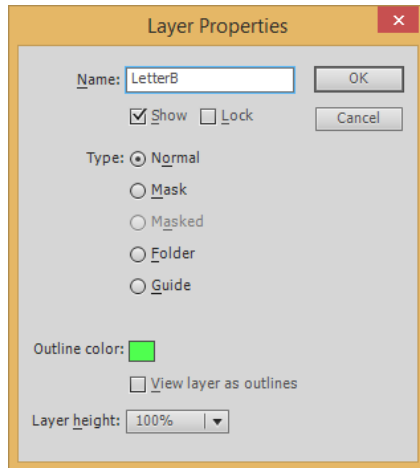 Layer Properties
Name: LetterB
OK
Show Lock
Cancel
Type: Normal
Mask
Masked
Folder
Guide
Outline color:
View layer as outlines
Layer height: 100%